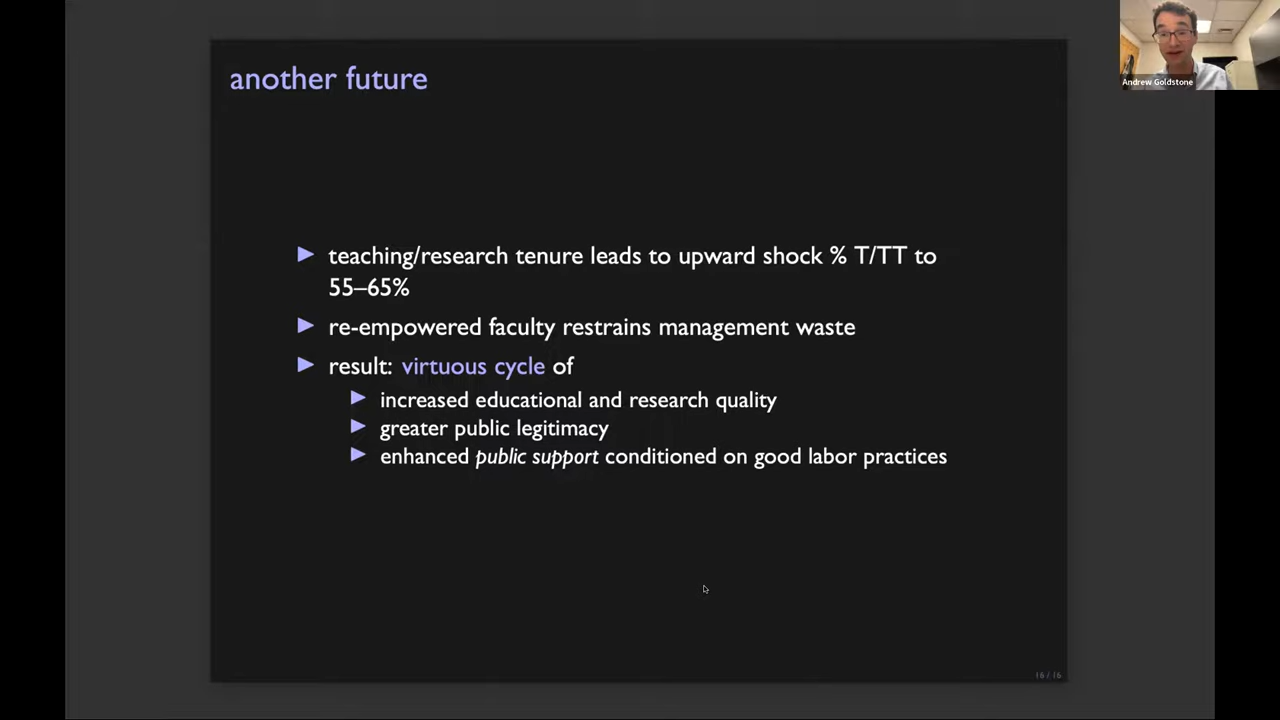 another future
Andrew Goldstone
▶ teaching/research tenure leads to upward shock % T/TT to
55–65%
▶ re-empowered faculty restrains management waste
▶ result: virtuous cycle of
▶ increased educational and research quality
▶ greater public legitimacy
▶ enhanced public support conditioned on good labor practices
16 / 16